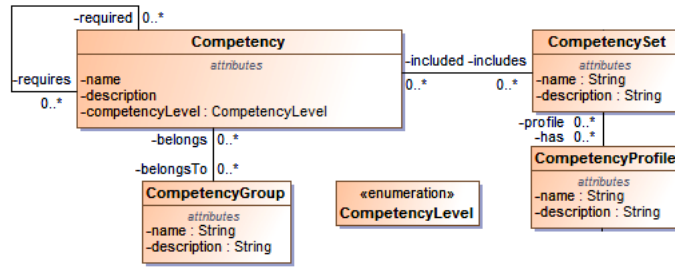 -required 0..*
Competency
attributes
-name
-description
-competencyLevel : CompetencyLevel
-requires
0..*
-included -includes
0..* 0..*
CompetencySet
attributes
-name : String
-description : String
-belongs 0..*
-belongsTo 0..*
-profile 0..*
-has 0..*
CompetencyGroup
attributes
-name : String
-description : String
«enumeration»
CompetencyLevel
CompetencyProfile
attributes
-name : String
-description : String